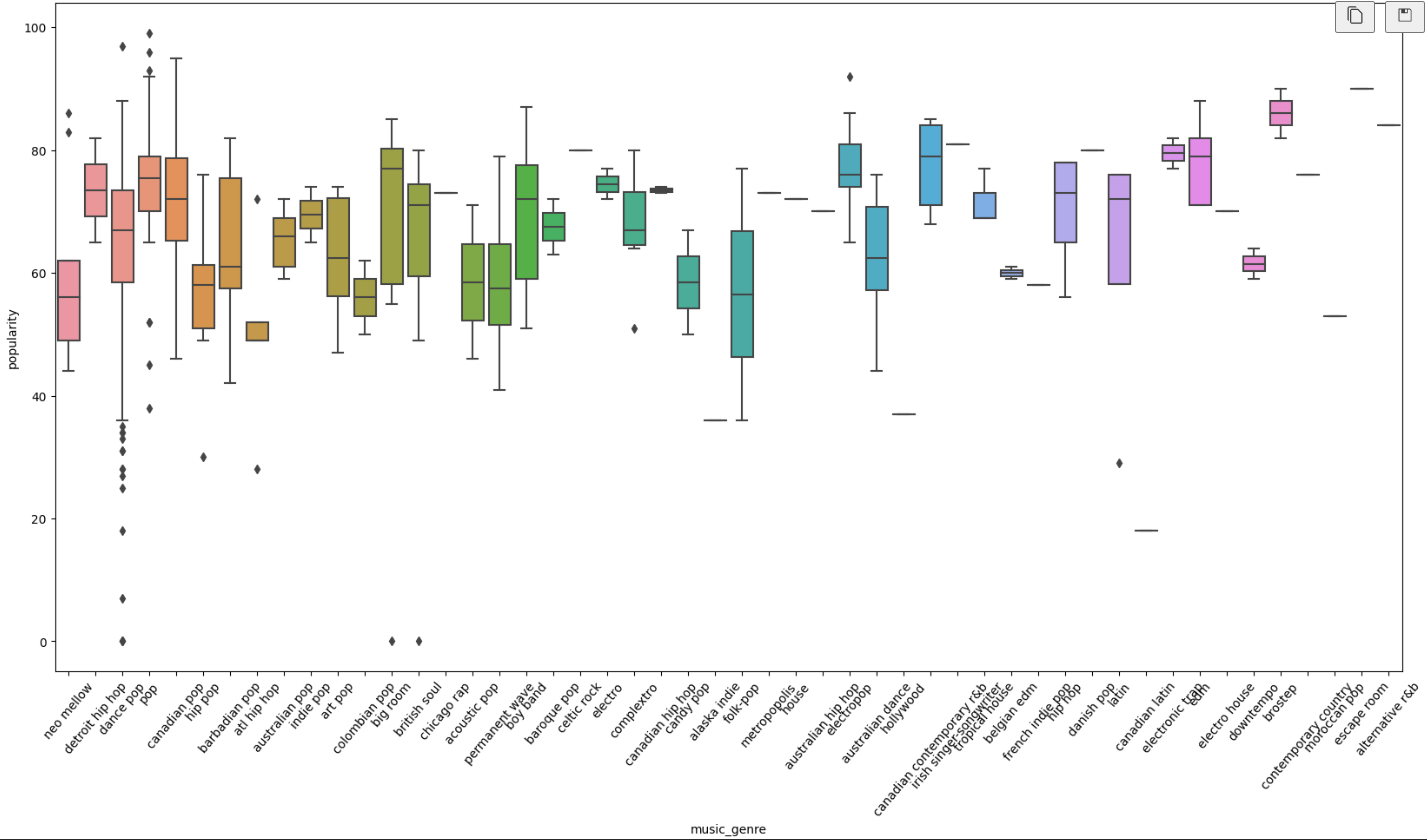 100
80
60
40
20
0
popularity
neo mellow
detroit hip hop
dance pop
pop
canadian pop
hip pop
barbadian pop
atl hip hop
australian pop
indie pop
art pop
colombian pop
big room
british soul
chicago rap
acoustic pop
permanent wave
boy band
baroque pop
celtic rock
electro
complextro
canadian hip hop
candy pop
alaska indie
folk-pop
metropopolis
house
australian hip hop
electropop
australian dance
hollywood
canadian contemporary r&b
irish singer-songwriter
tropical house
belgian edm
french indie pop
hip hop
danish pop
latin
canadian latin
electronic trap
edm
electro house
downtempo
brostep
contemporary country
moroccan pop
escape room
alternative r&b
music_genre